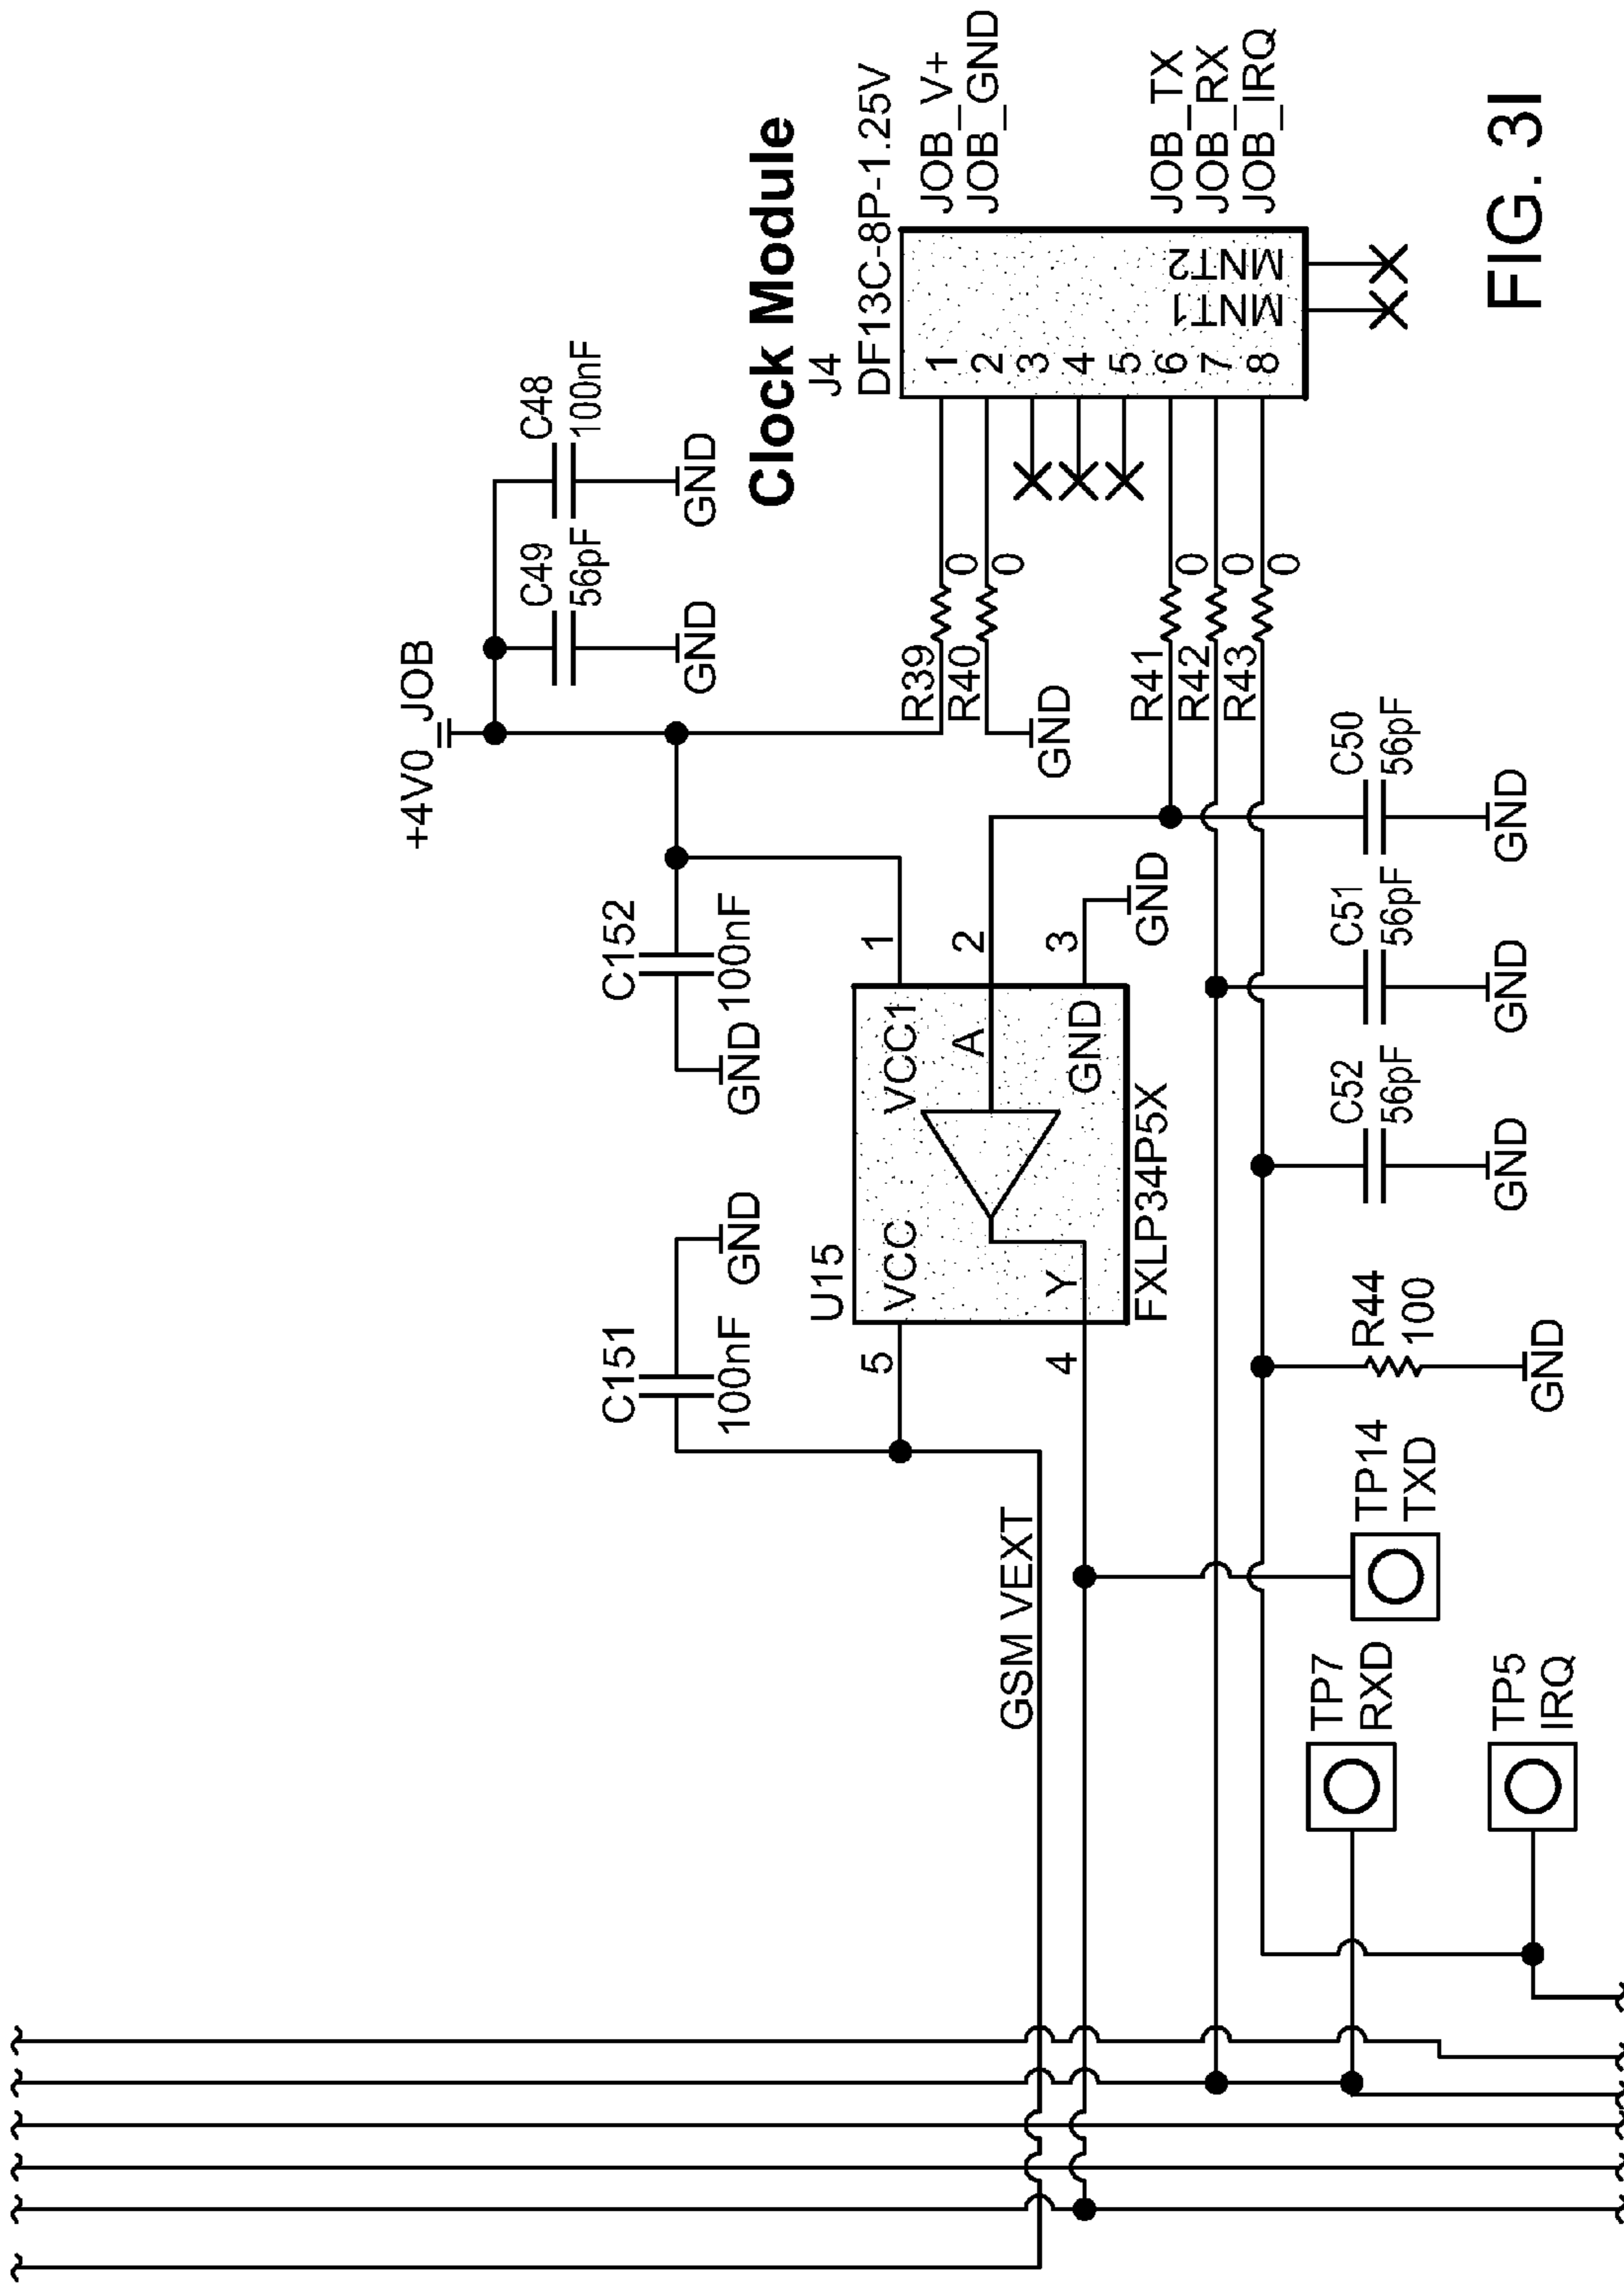 +4V0 JOB
C49
56pF
GND
C48
100nF
GND
C151
100nF
GND
C152
100nF
GND
Clock Module
J4
DF13C-8P-1.25V
U15
VCC
VCC1
A
Y
GND
FXLP34P5X
5
4
1
2
3
GND
GSM VEXT
R39
0
R40
0
GND
R41
0
R42
0
R43
0
1
2
3
4
5
6
7
8
MNT1
MNT2
JOB_V+
JOB_GND
JOB_TX
JOB_RX
JOB_IRQ
TP7
RXD
TP5
IRQ
TP14
TXD
R44
100
GND
C52
56pF
GND
C51
56pF
GND
C50
56pF
GND
FIG. 3I